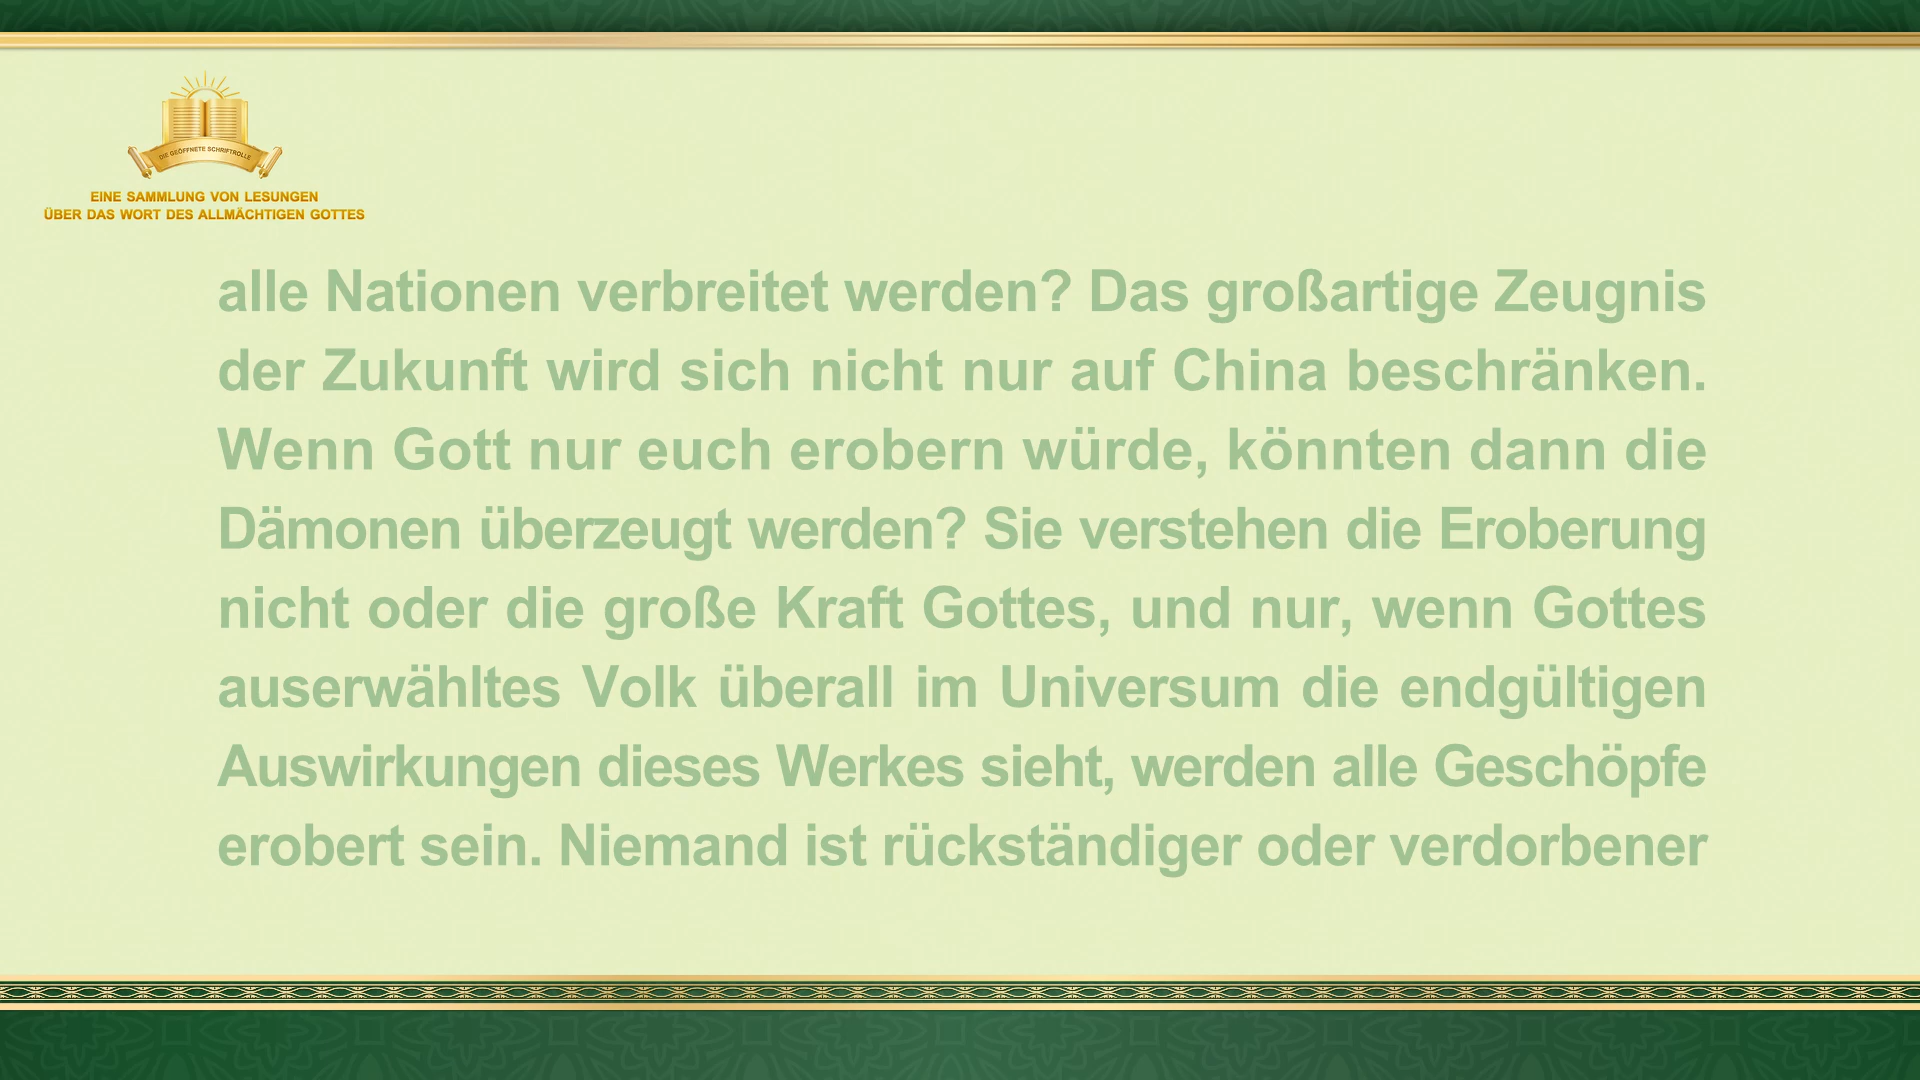 DIE GEÖFFNETE SCHRIFTROLLE
EINE SAMMLUNG VON LESUNGEN
ÜBER DAS WORT DES ALLMÄCHTIGEN GOTTES
alle Nationen verbreitet werden? Das großartige Zeugnis
der Zukunft wird sich nicht nur auf China beschränken.
Wenn Gott nur euch erobern würde, könnten dann die
Dämonen überzeugt werden? Sie verstehen die Eroberung
nicht oder die große Kraft Gottes, und nur, wenn Gottes
auserwähltes Volk überall im Universum die endgültigen
Auswirkungen dieses Werkes sieht, werden alle Geschöpfe
erobert sein. Niemand ist rückständiger oder verdorbener